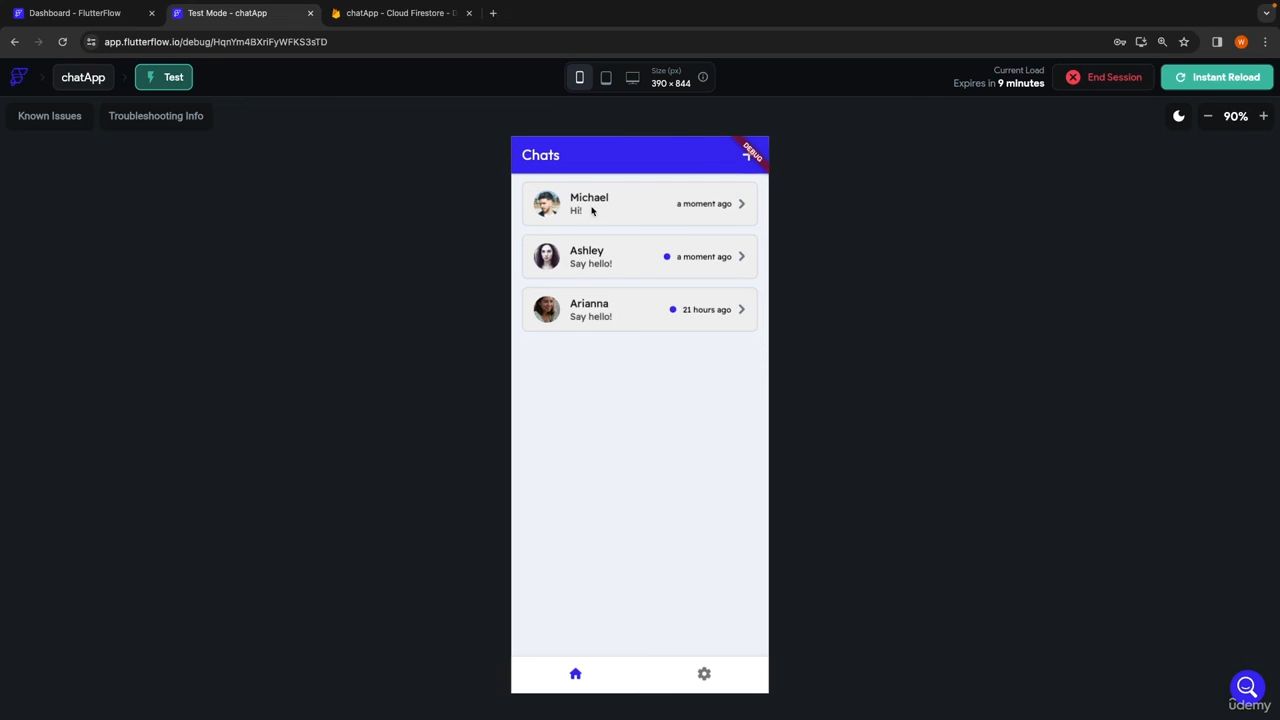 Dashboard - FlutterFlow
Test Mode - chatApp
chatApp - Cloud Firestore - D
app.flutterflow.io/debug/HqnYm4BXriFyWFKS3sTD
W
chatApp
Test
Size (px)
390 × 844
Current Load
Expires in 9 minutes
End Session
Instant Reload
Known Issues
Troubleshooting Info
90%
Chats
DEBUG
Michael
Hi!
a moment ago
Ashley
Say hello!
a moment ago
Arianna
Say hello!
21 hours ago
ûdemy